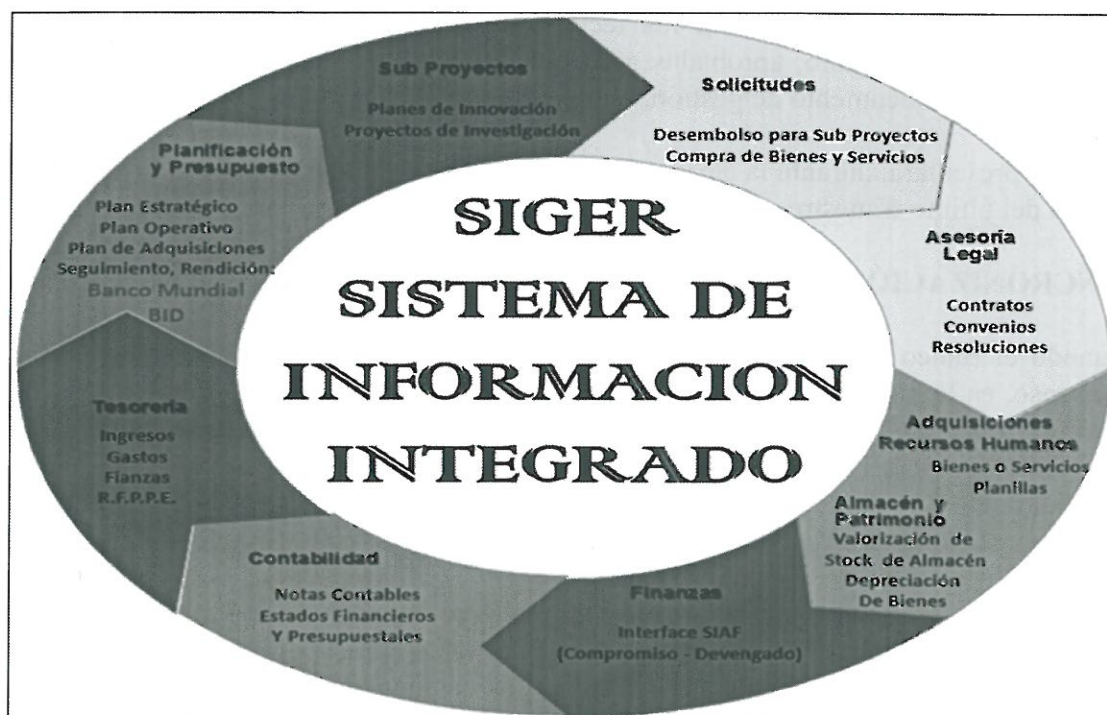 Sub Proyectos
Planes de Innovación
Proyectos de Investigación
Solicitudes
Desembolso para Sub Proyectos
Compra de Bienes y Servicios
Asesoría
Legal
Contratos
Convenios
Resoluciones
Adquisiciones
Recursos Humanos
Bienes o Servicios
Planillas
Almacén y
Patrimonio
Valorización de
Stock de Almacén
Depreciación
De Bienes
Finanzas
Interface SIAF
(Compromiso - Devengado)
Contabilidad
Notas Contables
Estados Financieros
Y Presupuestales
Tesorería
Ingresos
Gastos
Fianzas
R.F.P.P.E.
Planificación
y Presupuesto
Plan Estratégico
Plan Operativo
Plan de Adquisiciones
Seguimiento, Rendición:
Banco Mundial
BID
SIGER
SISTEMA DE
INFORMACION
INTEGRADO